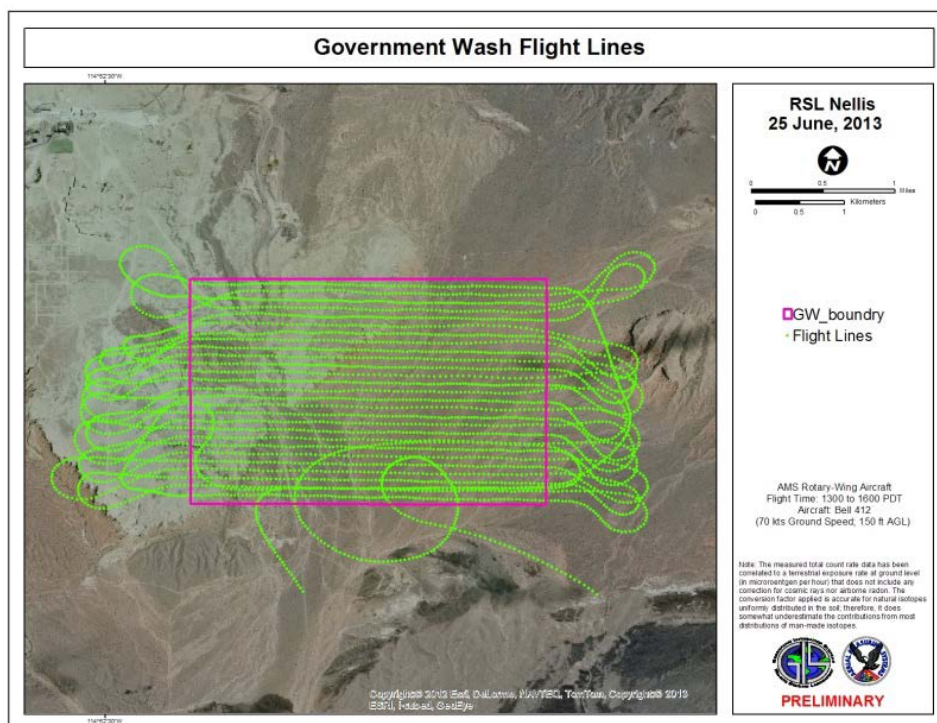 Government Wash Flight Lines
RSL Nellis
25 June, 2013
N
0 0.5 1
Miles
Kilometers
0 0.5 1
GW_boundry
Flight Lines
AMS Rotary-Wing Aircraft
Flight Time: 1300 to 1600 PDT
Aircraft: Bell 412
(70 kts Ground Speed; 150 ft AGL)
Note: The measured total count rate data has been
correlated to a terrestrial exposure rate at ground level
(in microroentgen per hour) that does not include any
correction for cosmic rays nor airborne radon. The
conversion factor applied is accurate for natural isotopes
uniformly distributed in the soil; therefore, it does
somewhat underestimate the contributions from most
distributions of man-made isotopes.
PRELIMINARY
Esri, DeLorme, NAVTEQ, TomTom, Copyright© 2013
ESRI, i-cubed, GeoEye